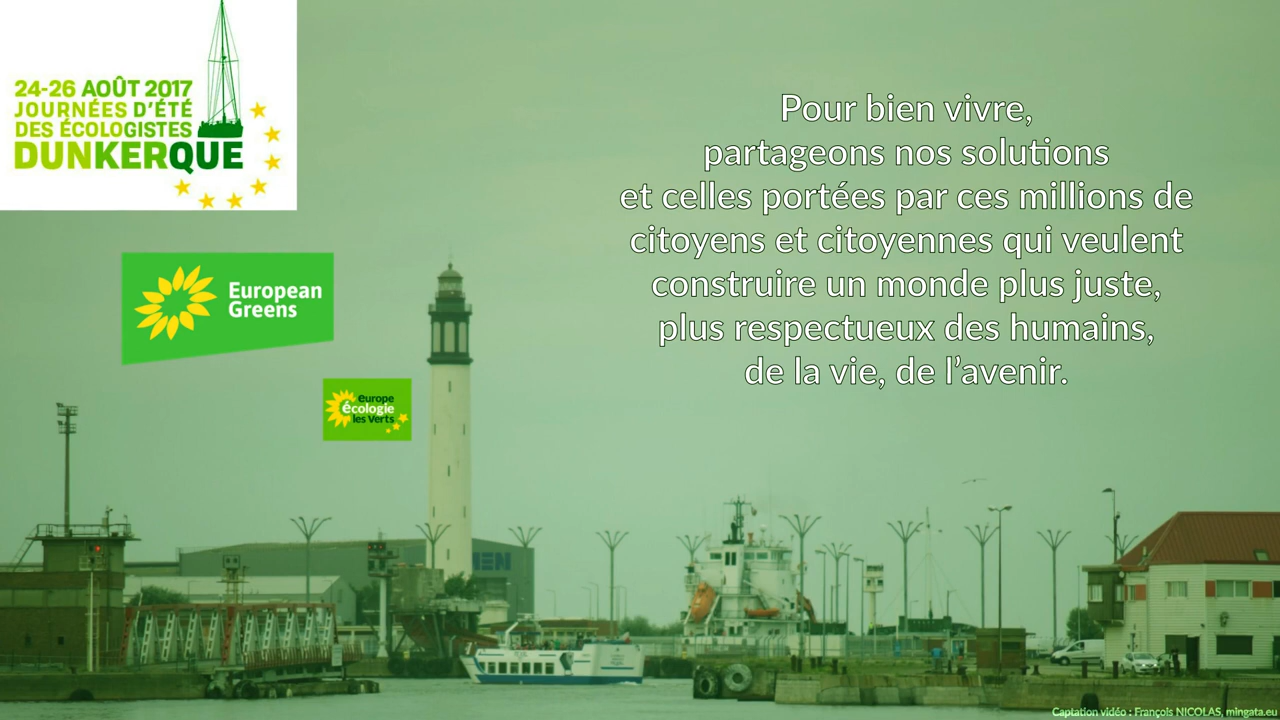 24-26 AOÛT 2017
JOURNÉES D'ÉTÉ
DES ÉCOLOGISTES
DUNKERQUE
Pour bien vivre,
partageons nos solutions
et celles portées par ces millions de
citoyens et citoyennes qui veulent
construire un monde plus juste,
plus respectueux des humains,
de la vie, de l’avenir.
European
Greens
europe
écologie
les Verts
Captation vidéo : François NICOLAS, mingata.eu